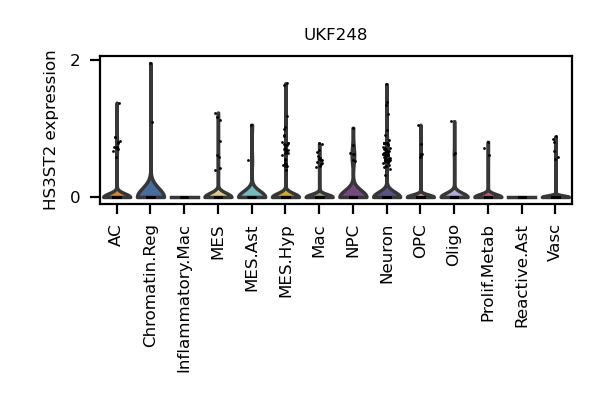 UKF248
HS3ST2 expression
2
0
AC
Chromatin.Reg
Inflammatory.Mac
MES
MES.Ast
MES.Hyp
Mac
NPC
Neuron
OPC
Oligo
Prolif.Metab
Reactive.Ast
Vasc